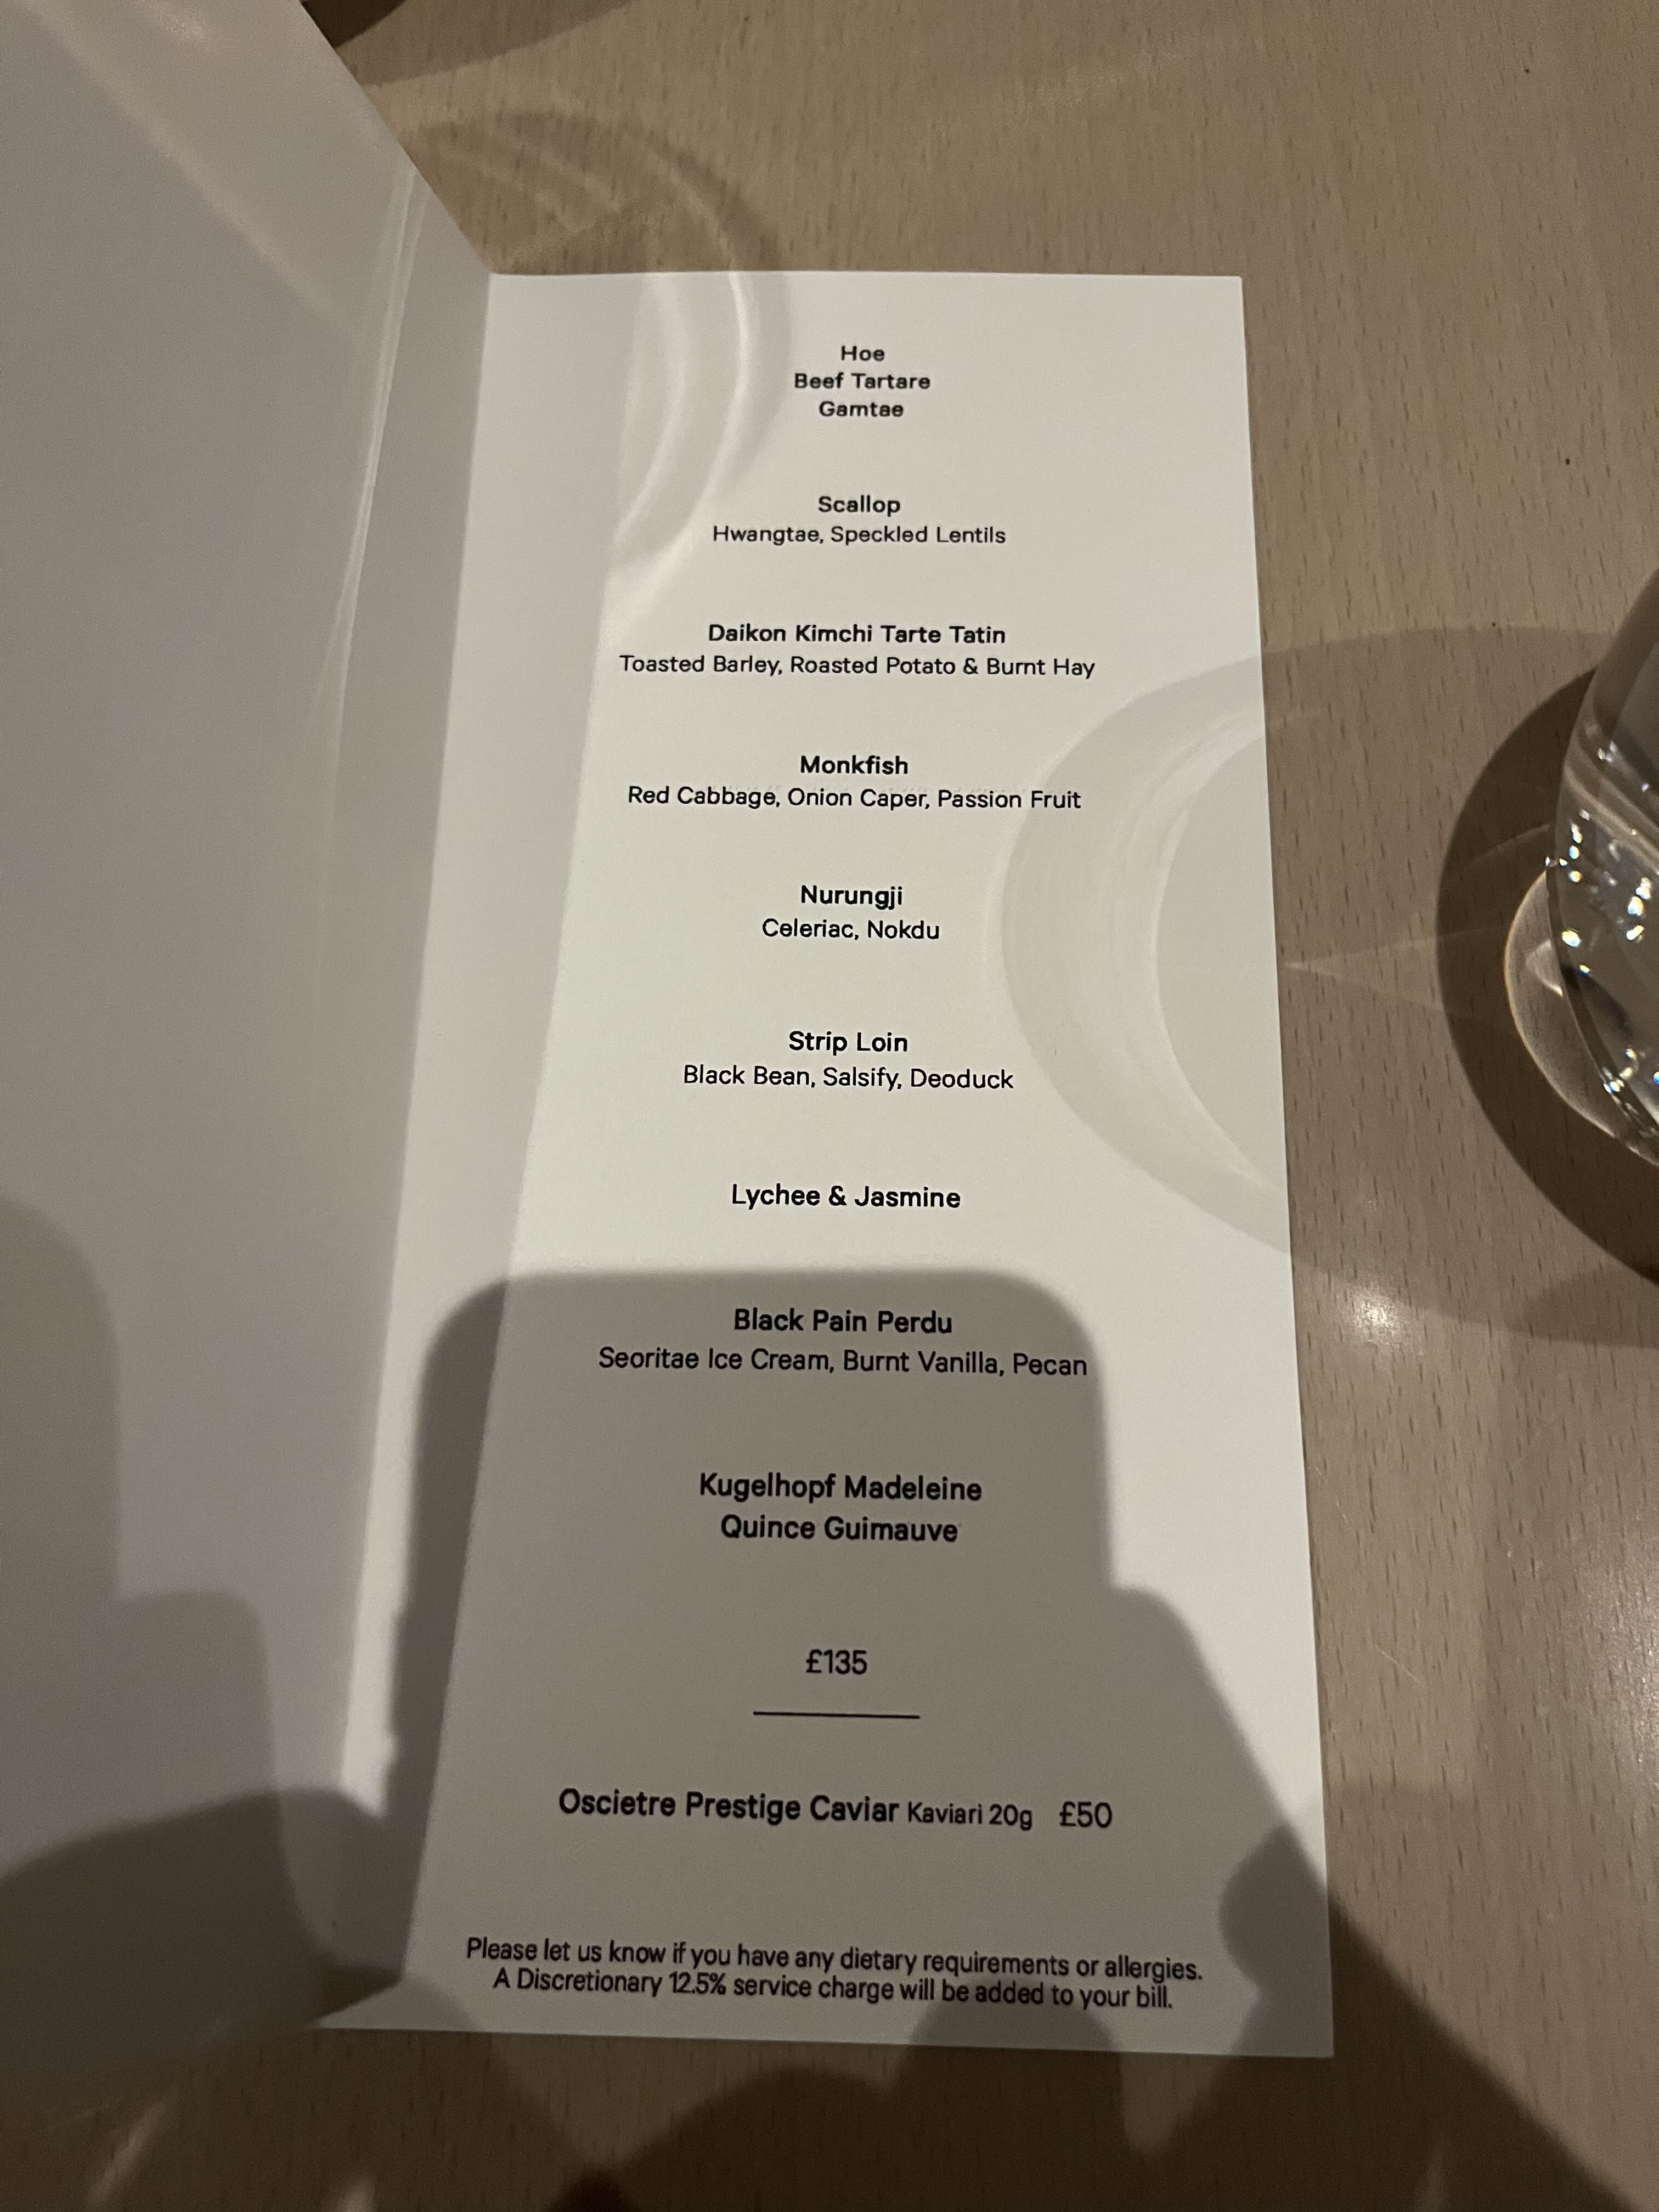 Hoe
Beef Tartare
Gamtae
Scallop
Hwangtae, Speckled Lentils
Daikon Kimchi Tarte Tatin
Toasted Barley, Roasted Potato & Burnt Hay
Monkfish
Red Cabbage, Onion Caper, Passion Fruit
Nurungji
Celeriac, Nokdu
Strip Loin
Black Bean, Salsify, Deoduck
Lychee & Jasmine
Black Pain Perdu
Seoritae Ice Cream, Burnt Vanilla, Pecan
Kugelhopf Madeleine
Quince Guimauve
£135
Oscietre Prestige Caviar Kaviari 20g £50
Please let us know if you have any dietary requirements or allergies.
A Discretionary 12.5% service charge will be added to your bill.